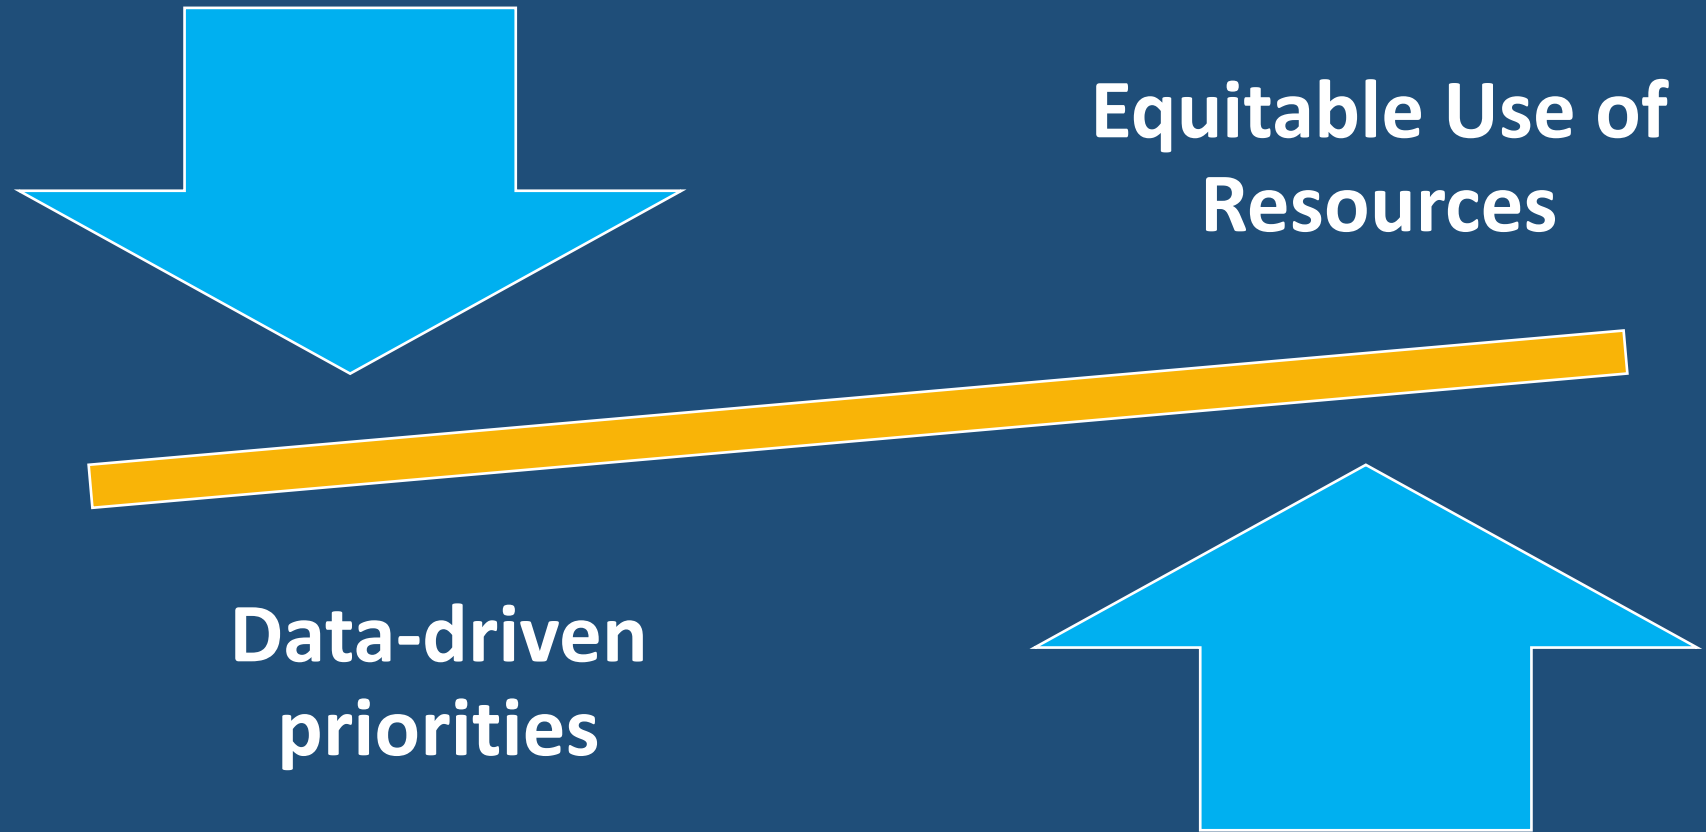 Equitable Use of
Resources
Data-driven
priorities